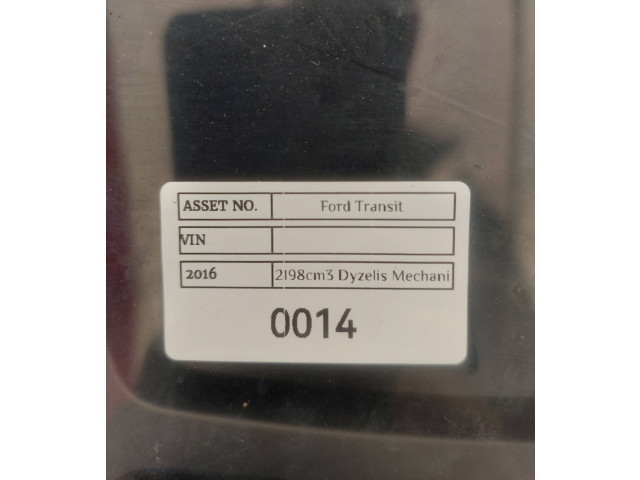 ASSET NO. Ford Transit
VIN
2016 2198cm3 Dyzelis Mechani
0014